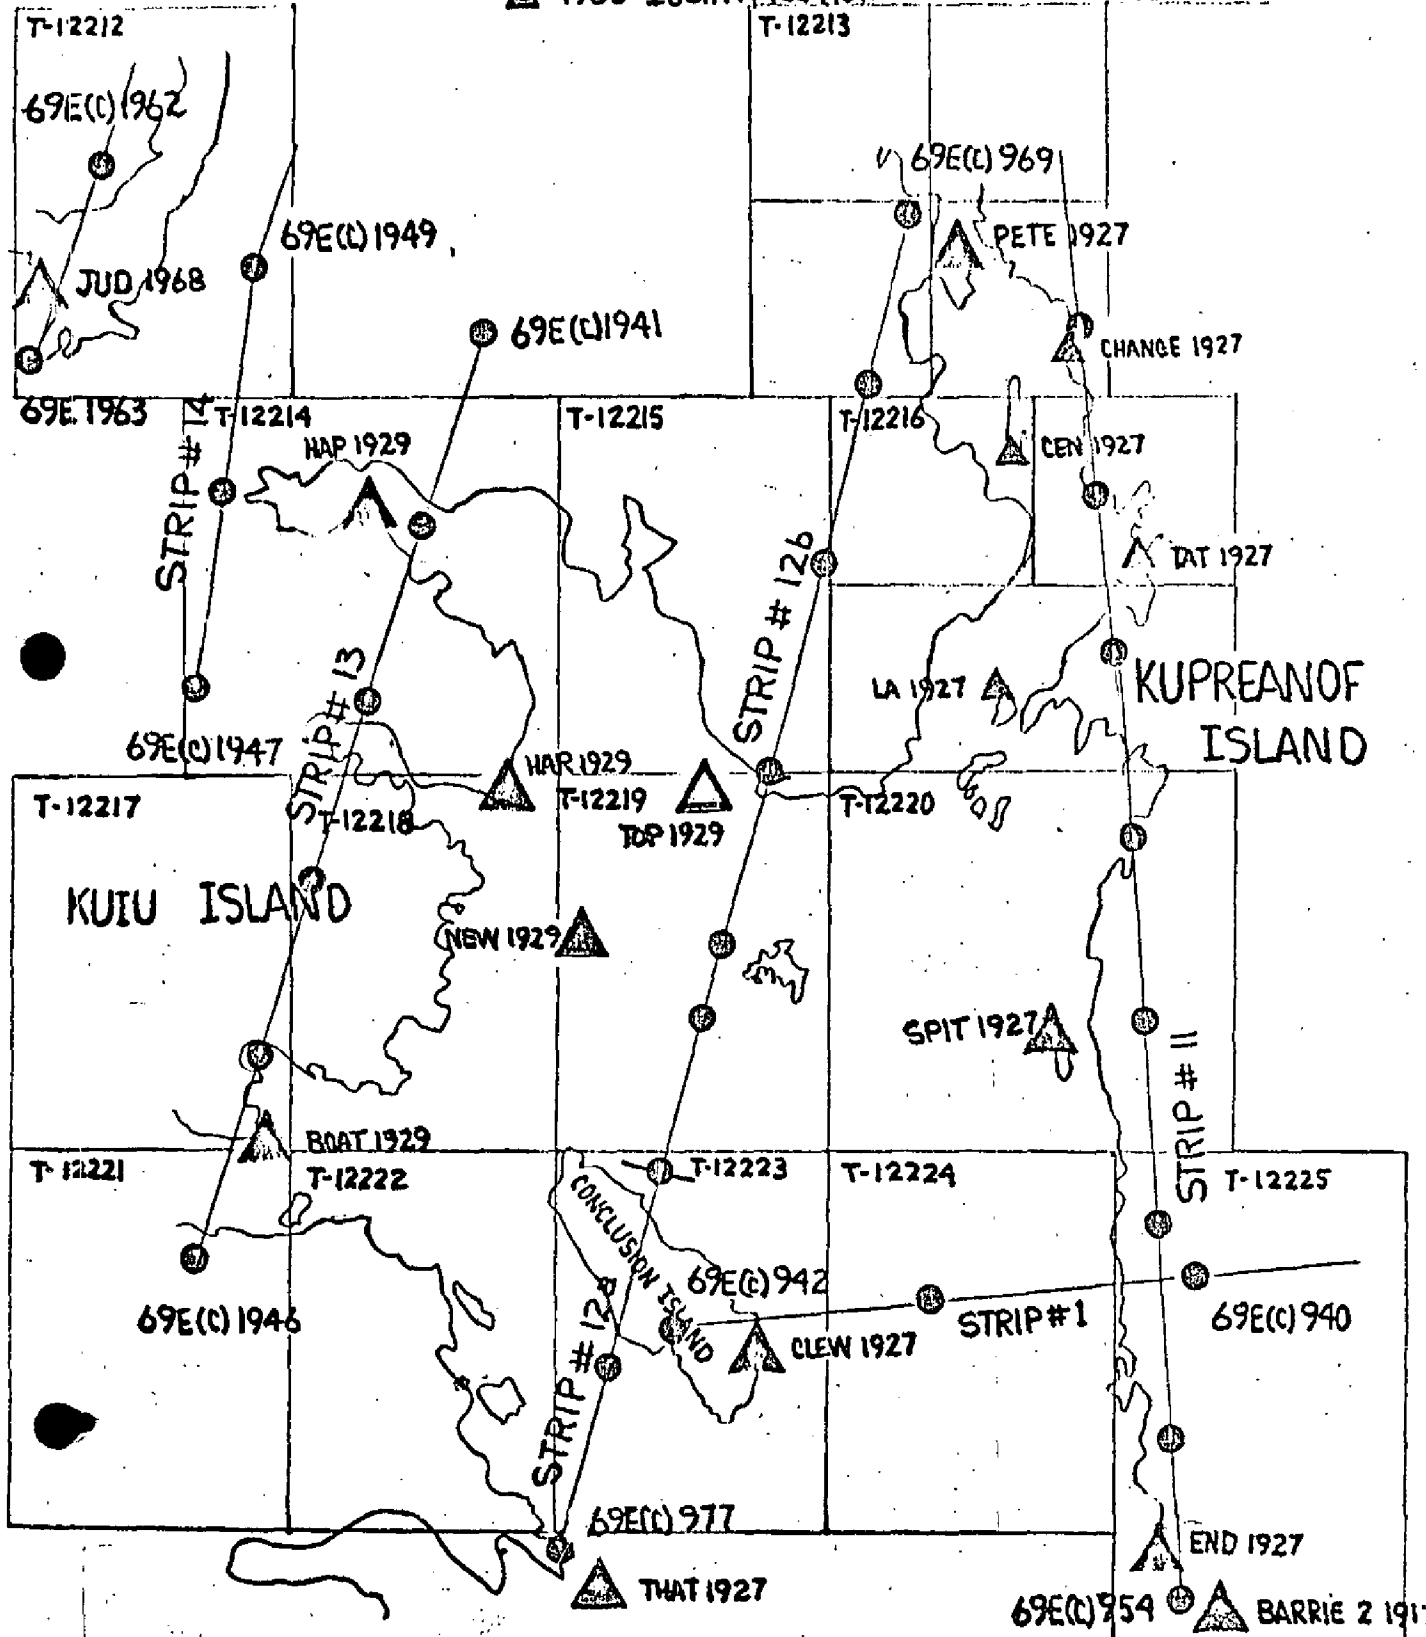 T-12212
T-12213
69E(C)1962
69E(C)969
69E(C)1949
PETE 1927
JUD 1968
69E(C)1941
CHANGE 1927
69E.1963
T-12214
T-12215
T-12216
STRIP # 14
HAP 1929
CEN 1927
TAT 1927
STRIP # 12b
STRIP # 13
LA 1927
KUPREANOF
ISLAND
69E(C)1947
HAR 1929
T-12217
T-12218
T-12219
T-12220
TOP 1929
KUIU ISLAND
NEW 1929
SPIT 1927
STRIP # 11
BOAT 1929
T-12221
T-12222
T-12223
T-12224
T-12225
CONCLUSION ISLAND
69E(C)942
69E(C)1946
STRIP #1
69E(C)940
CLEW 1927
STRIP #
69E(C)977
END 1927
THAT 1927
69E(C)954
BARRIE 2